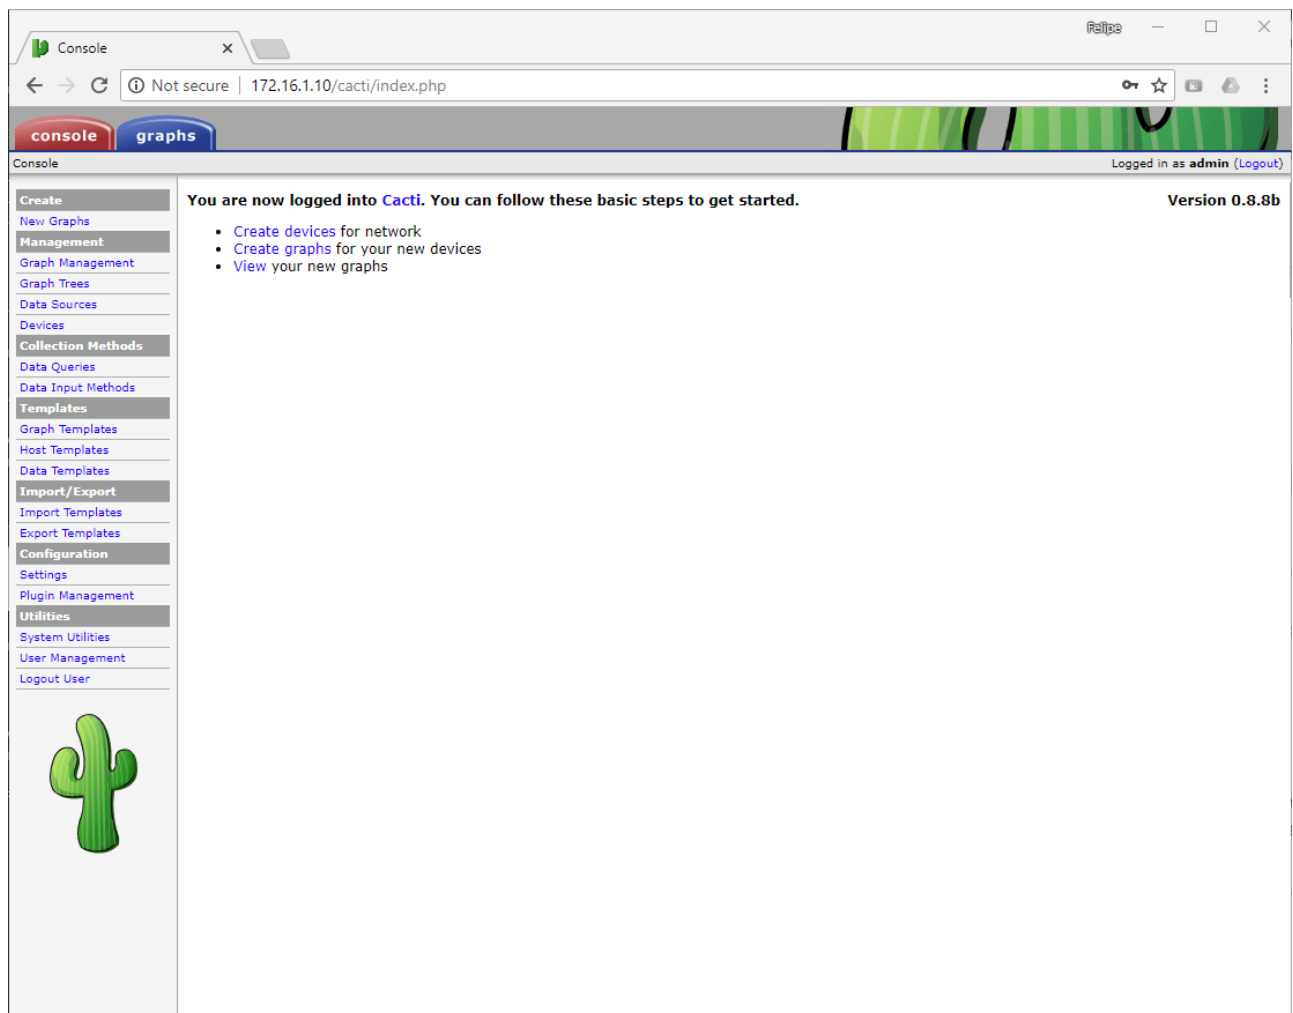 Felipe
Console
Not secure | 172.16.1.10/cacti/index.php
console graphs
Console Logged in as admin (Logout)
Create
New Graphs
Management
Graph Management
Graph Trees
Data Sources
Devices
Collection Methods
Data Queries
Data Input Methods
Templates
Graph Templates
Host Templates
Data Templates
Import/Export
Import Templates
Export Templates
Configuration
Settings
Plugin Management
Utilities
System Utilities
User Management
Logout User
You are now logged into Cacti. You can follow these basic steps to get started. Version 0.8.8b
• Create devices for network
• Create graphs for your new devices
• View your new graphs